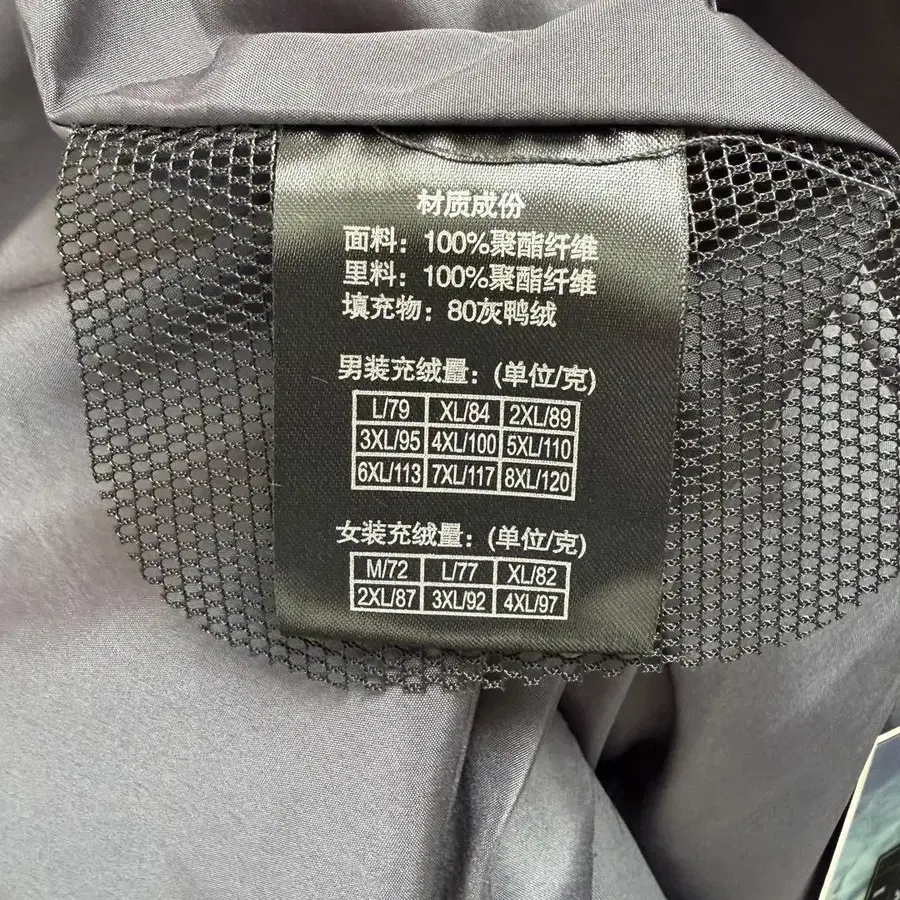 材质成份
面料：100%聚酯纤维
里料：100%聚酯纤维
填充物：80灰鸭绒
男装充绒量：(单位/克)
L/79 XL/84 2XL/89
3XL/95 4XL/100 5XL/110
6XL/113 7XL/117 8XL/120
女装充绒量：(单位/克)
M/72 L/77 XL/82
2XL/87 3XL/92 4XL/97